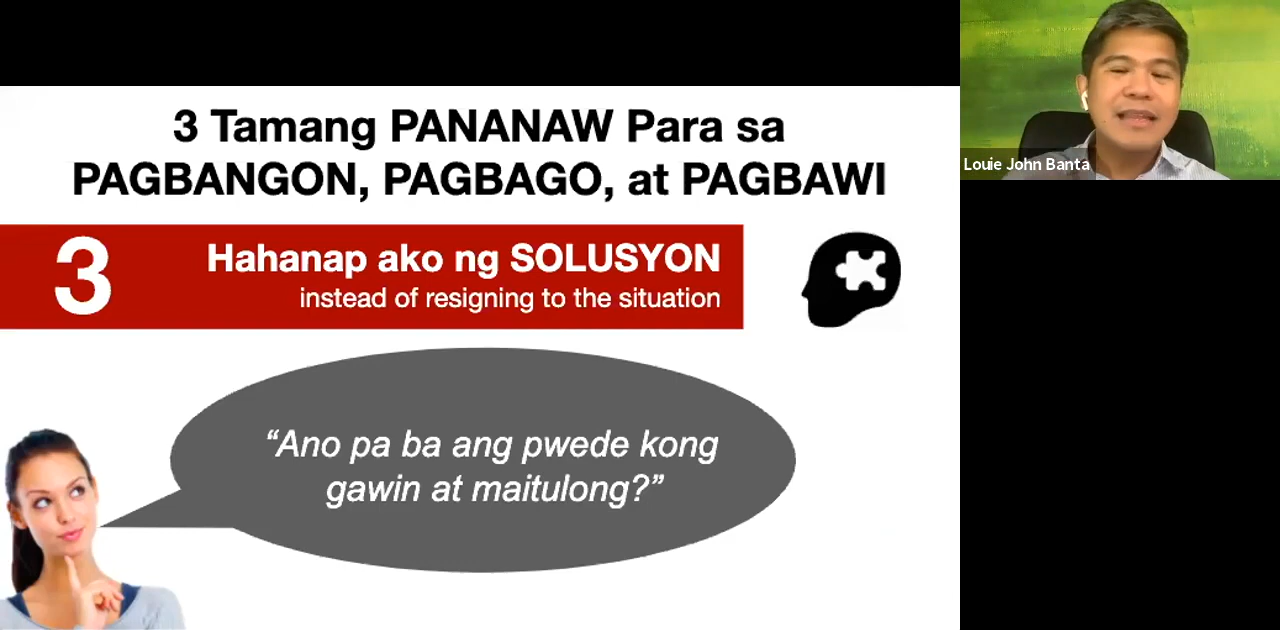 3 Tamang PANANAW Para sa
PAGBANGON, PAGBAGO, at PAGBAWI
3
Hahanap ako ng SOLUSYON
instead of resigning to the situation
“Ano pa ba ang pwede kong
gawin at maitulong?”
Louie John Banta